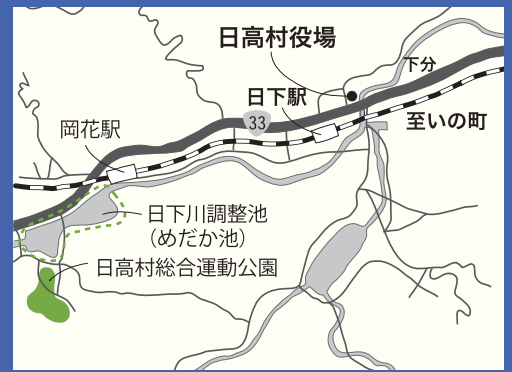 日高村役場
下分
日下駅
33
至いの町
岡花駅
日下川調整池
（めだか池）
日高村総合運動公園